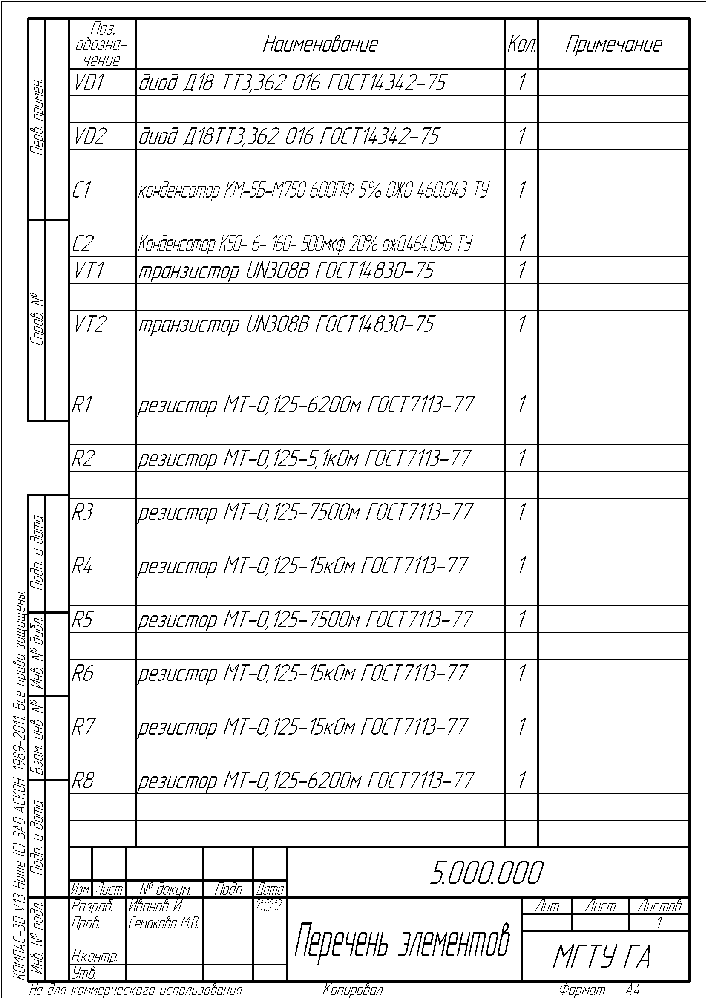 Поз. обозна- чение Наименование Кол. Примечание
VD1 диод Д18 ТТ3,362 016 ГОСТ14342-75 1
VD2 диод Д18ТТ3,362 016 ГОСТ14342-75 1
С1 конденсатор КМ-5Б-М750 600ПФ 5% ОЖО 460.043 ТУ 1
С2 Конденсатор К50- 6- 160- 500мкф 20% ож0.464.096 ТУ 1
VT1 транзистор UN308В ГОСТ14830-75 1
VT2 транзистор UN308В ГОСТ14830-75 1
R1 резистор МТ-0,125-620Ом ГОСТ7113-77 1
R2 резистор МТ-0,125-5,1кОм ГОСТ7113-77 1
R3 резистор МТ-0,125-750Ом ГОСТ7113-77 1
R4 резистор МТ-0,125-15кОм ГОСТ7113-77 1
R5 резистор МТ-0,125-750Ом ГОСТ7113-77 1
R6 резистор МТ-0,125-15кОм ГОСТ7113-77 1
R7 резистор МТ-0,125-15кОм ГОСТ7113-77 1
R8 резистор МТ-0,125-620Ом ГОСТ7113-77 1
Перв. примен.
Справ. №
Подп. и дата
Инв. № дубл.
Взам. инв. №
Подп. и дата
Инв. № подл.
КОМПАС-3D V13 Home (C) ЗАО АСКОН, 1989-2011. Все права защищены.
5.000.000
Изм. Лист № докум. Подп. Дата
Разраб. Иванов И. 21.02.12
Пров. Семакова М.В.
Н.контр.
Утв.
Перечень элементов
Лит. Лист Листов
1
МГТУ ГА
Не для коммерческого использования Копировал Формат А4